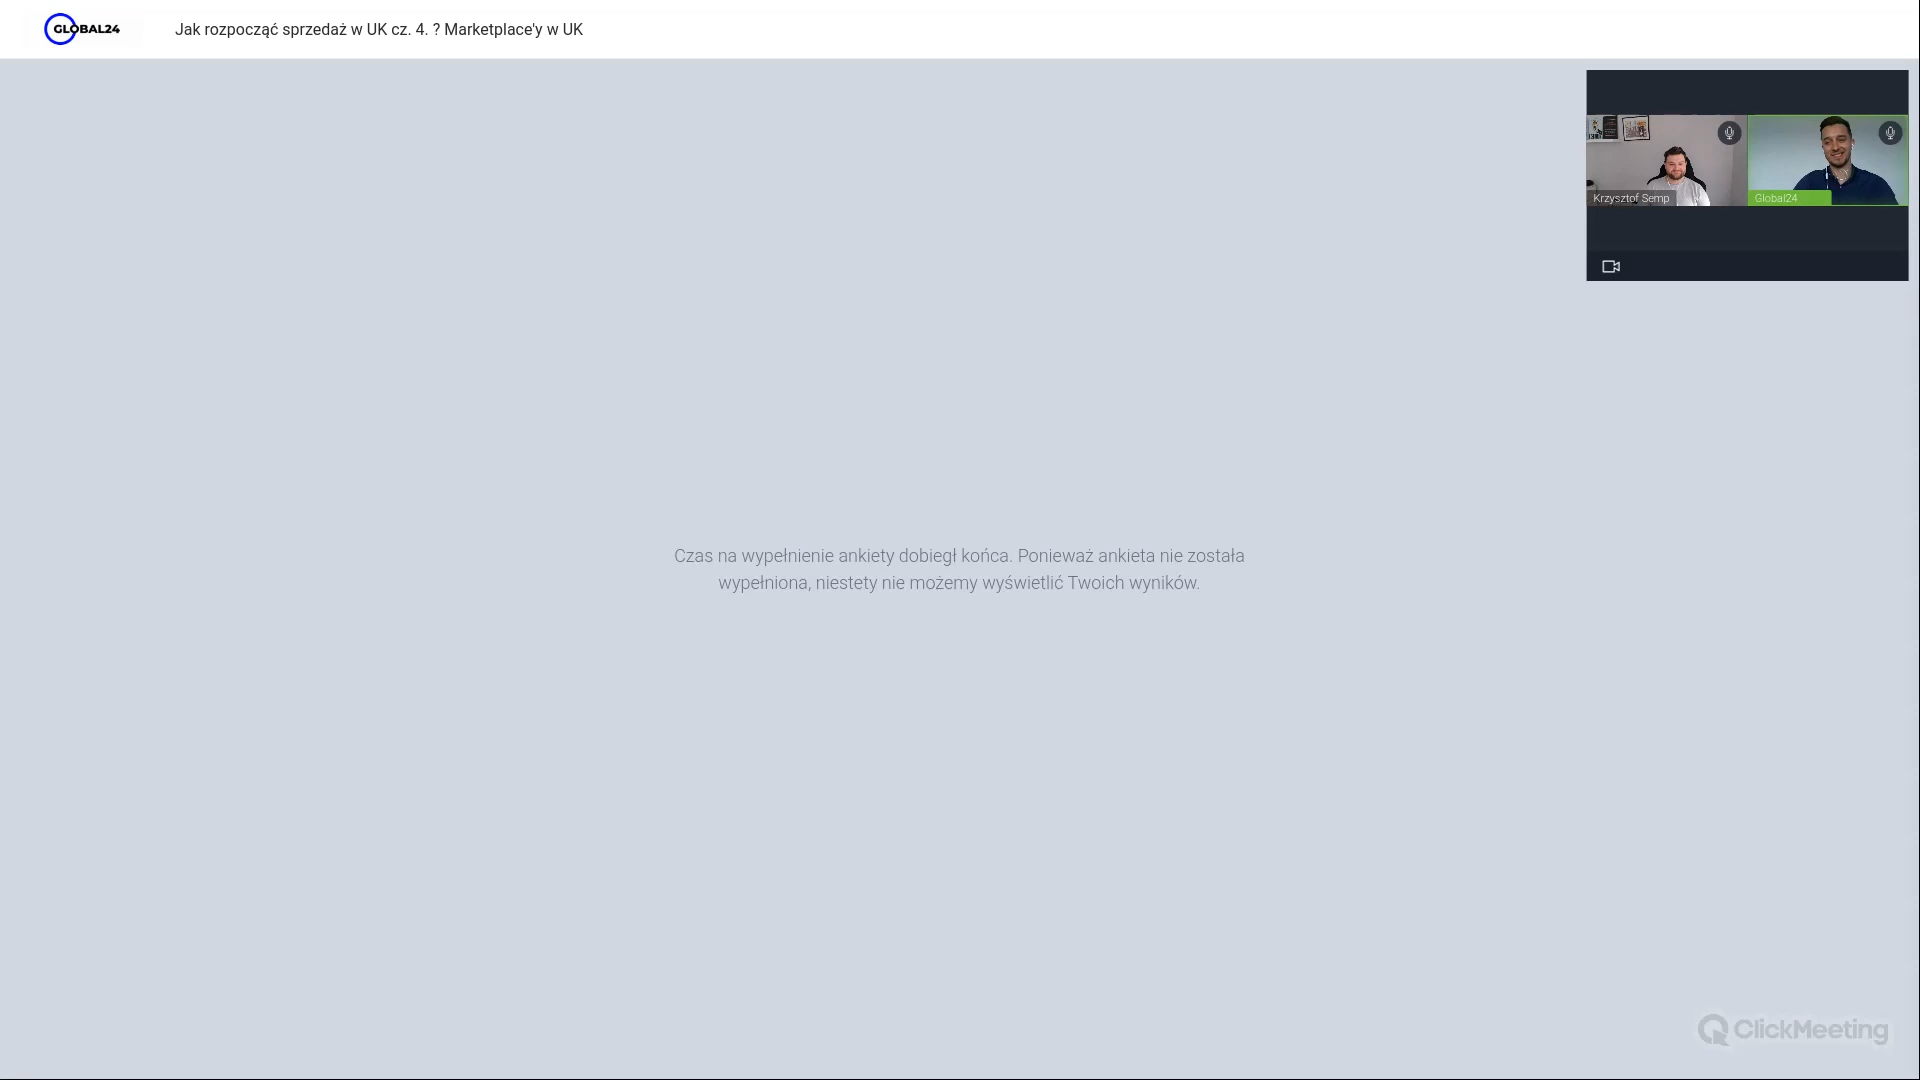 GLOBAL24
Jak rozpocząć sprzedaż w UK cz. 4. ? Marketplace'y w UK
Krzysztof Semp
Global24
Czas na wypełnienie ankiety dobiegł końca. Ponieważ ankieta nie została
wypełniona, niestety nie możemy wyświetlić Twoich wyników.
ClickMeeting